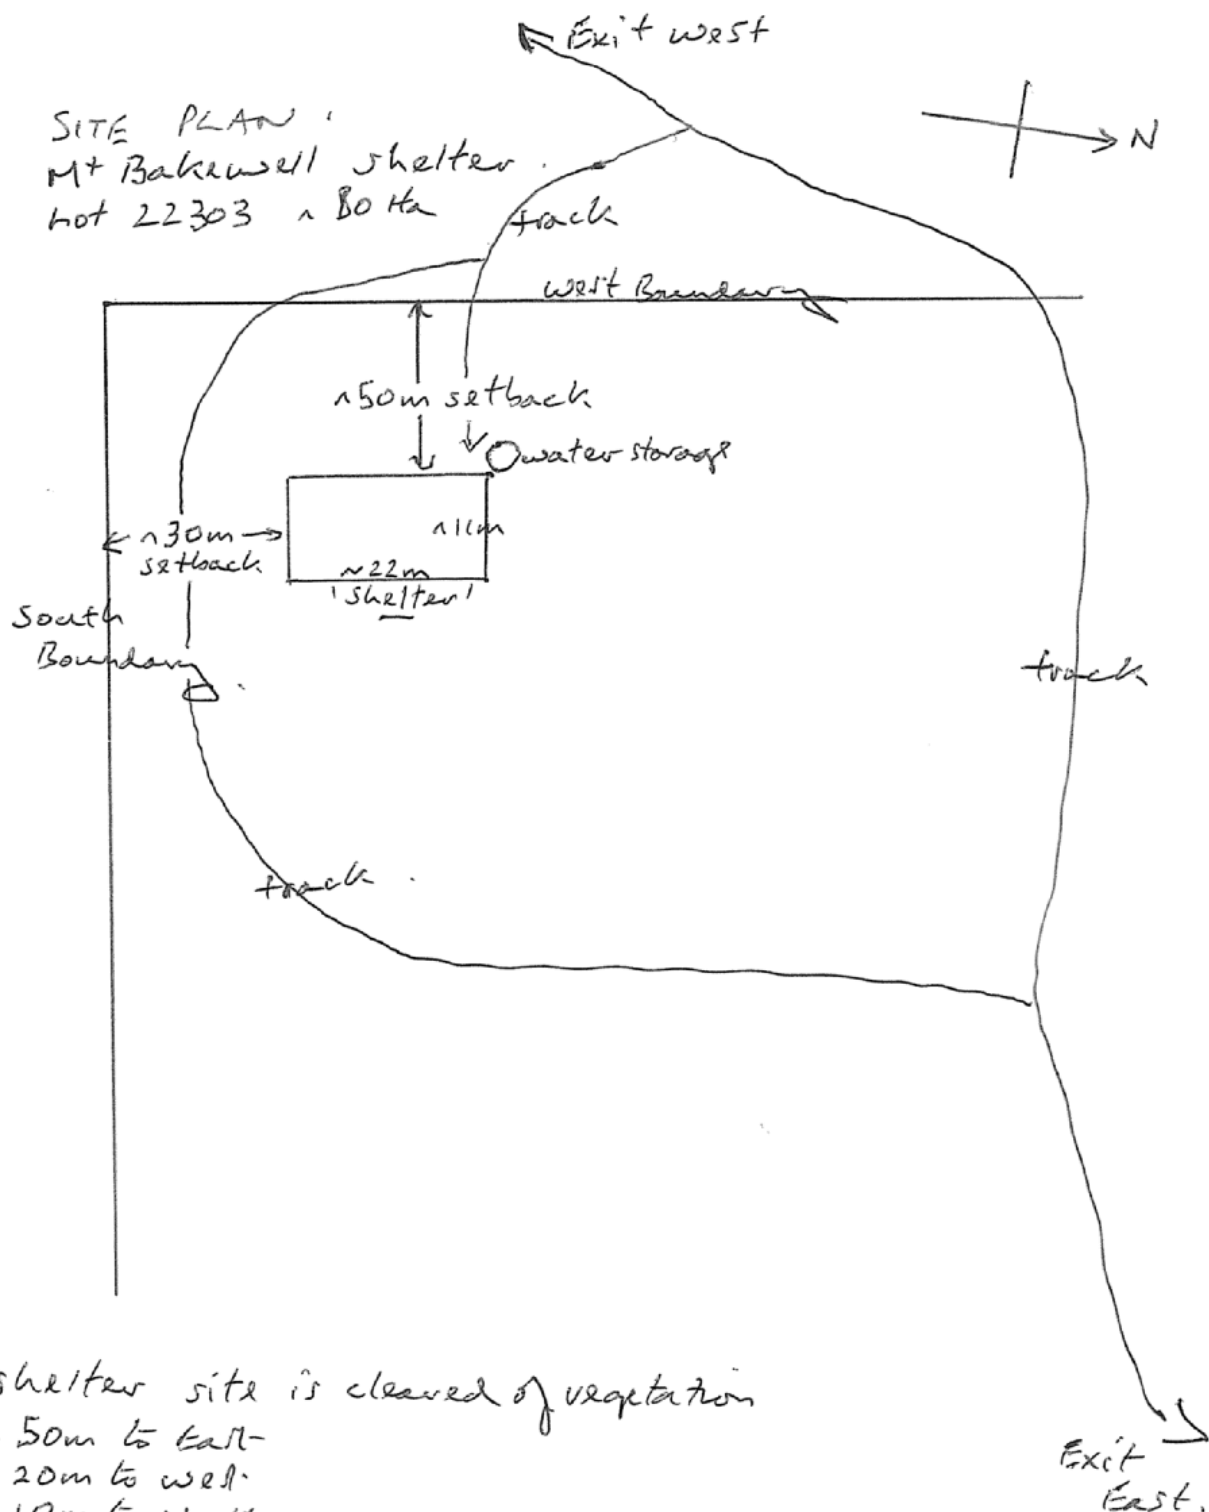 Exit west
SITE PLAN.
Mt Bakewell shelter.
Lot 22303 ~ 80 Ha
N
track
West Boundary
~50m setback
water storage
~30m
setback
~11m
~22m
'shelter'
South
Boundary
track
track
shelter site is cleared of vegetation
50m to East
20m to west
Exit
East.